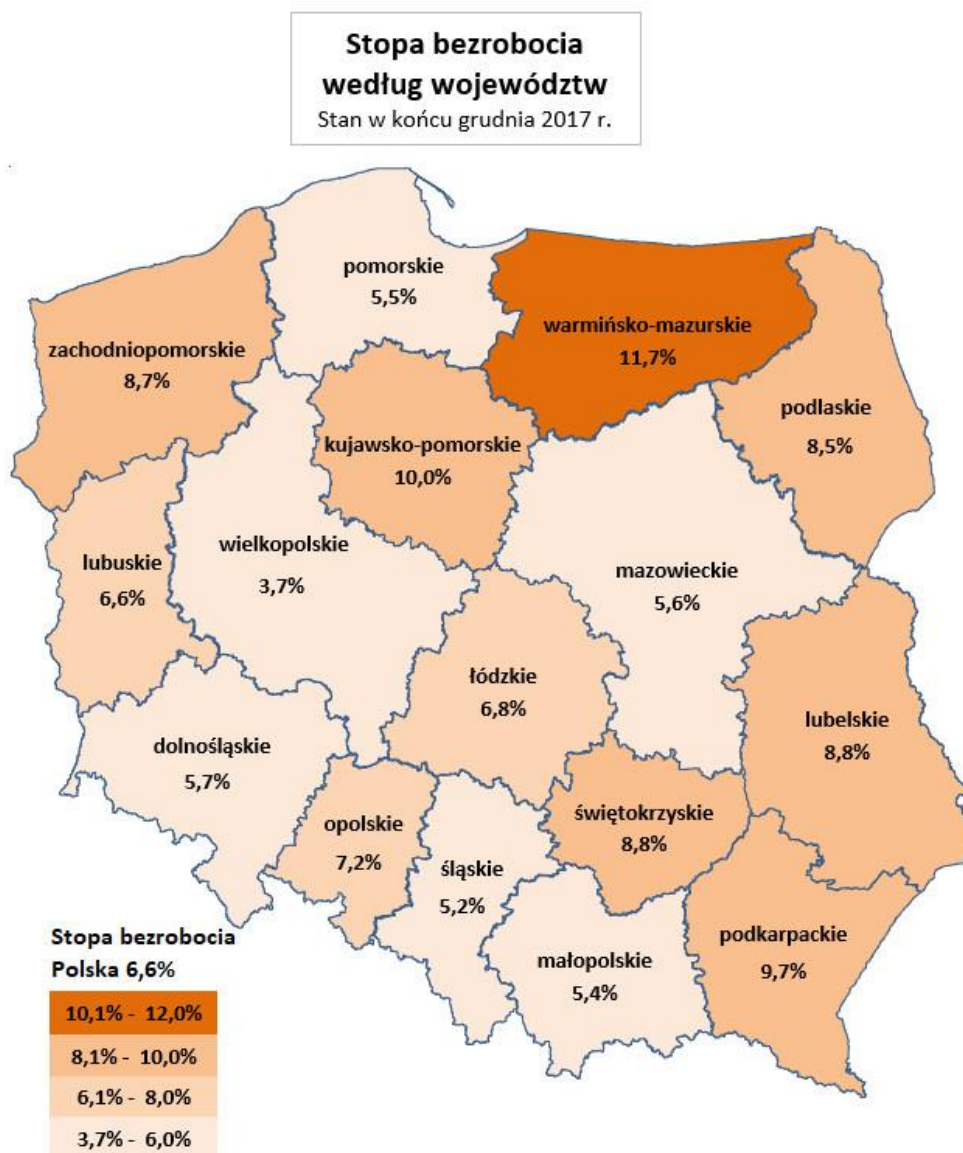 Stopa bezrobocia
według województw
Stan w końcu grudnia 2017 r.
pomorskie
5,5%
warmińsko-mazurskie
11,7%
zachodniopomorskie
8,7%
podlaskie
8,5%
kujawsko-pomorskie
10,0%
wielkopolskie
3,7%
lubuskie
6,6%
mazowieckie
5,6%
łódzkie
6,8%
lubelskie
8,8%
dolnośląskie
5,7%
opolskie
7,2%
świętokrzyskie
8,8%
śląskie
5,2%
podkarpackie
9,7%
małopolskie
5,4%
Stopa bezrobocia
Polska 6,6%
10,1% - 12,0%
8,1% - 10,0%
6,1% - 8,0%
3,7% - 6,0%